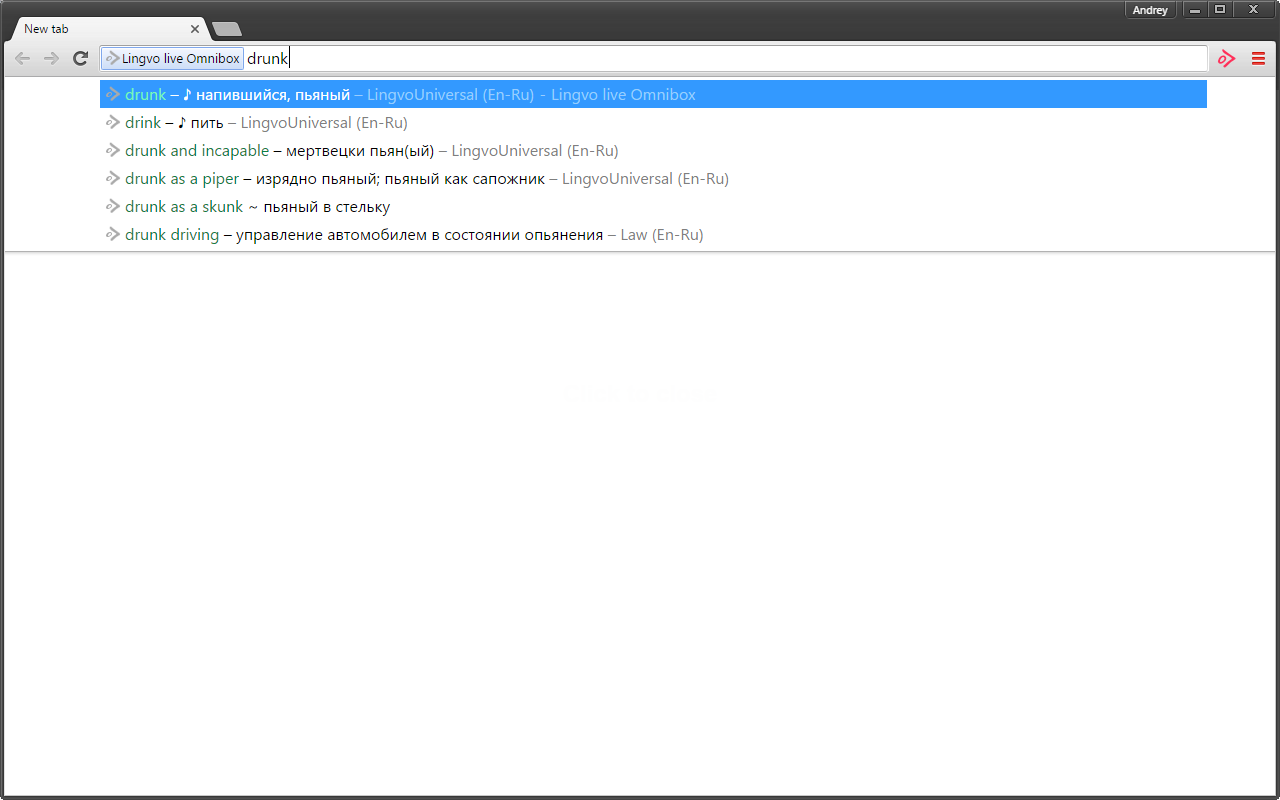 Andrey
New tab
Lingvo live Omnibox drunk
drunk – ♪ напившийся, пьяный – LingvoUniversal (En-Ru) - Lingvo live Omnibox
drink – ♪ пить – LingvoUniversal (En-Ru)
drunk and incapable – мертвецки пьян(ый) – LingvoUniversal (En-Ru)
drunk as a piper – изрядно пьяный; пьяный как сапожник – LingvoUniversal (En-Ru)
drunk as a skunk ~ пьяный в стельку
drunk driving – управление автомобилем в состоянии опьянения – Law (En-Ru)